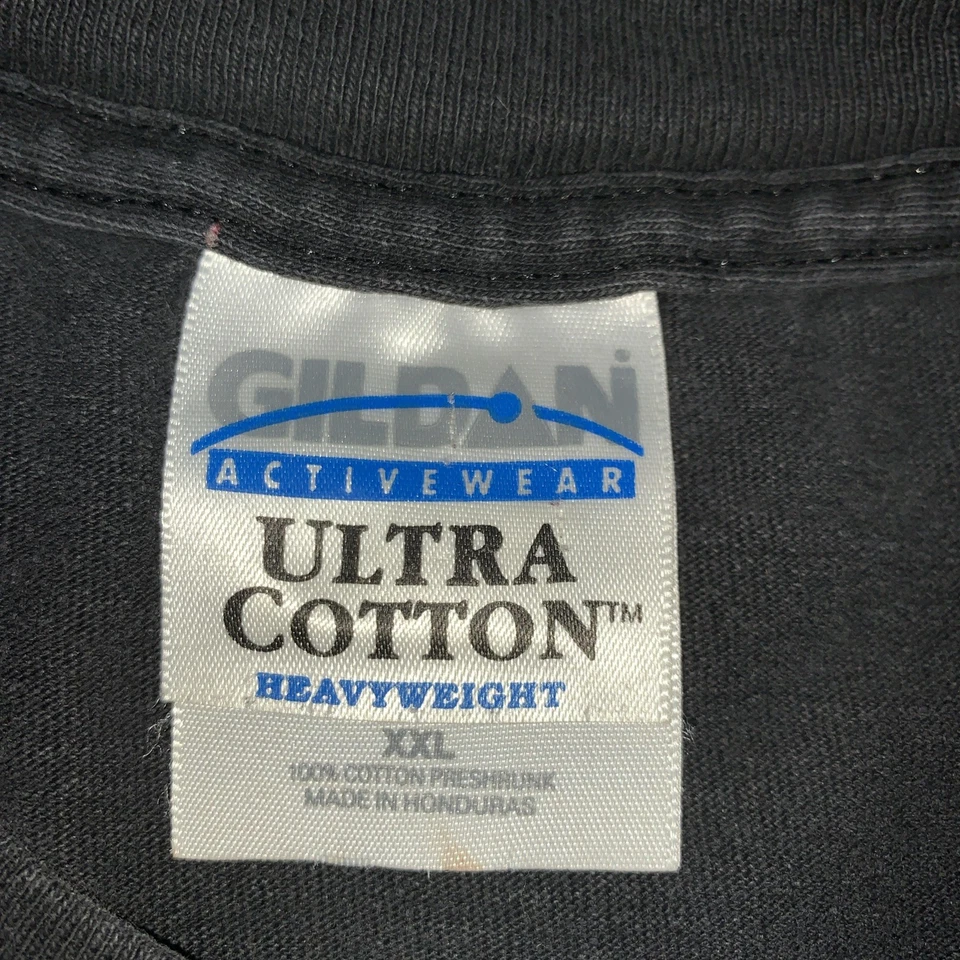 GILDAN
ACTIVEWEAR
ULTRA
COTTON™
HEAVYWEIGHT
XXL
100% COTTON PRESHRUNK
MADE IN HONDURAS